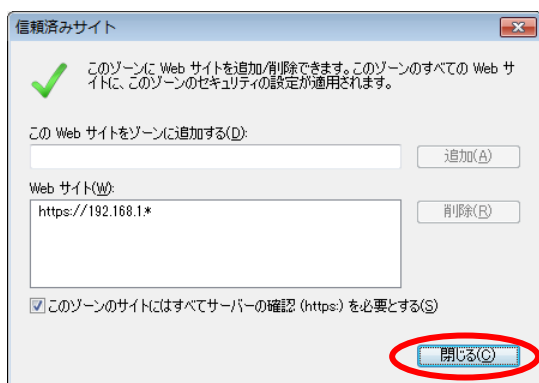 信頼済みサイト
このゾーンに Web サイトを追加/削除できます。このゾーンのすべての Web サ
イトに、このゾーンのセキュリティの設定が適用されます。
この Web サイトをゾーンに追加する(D):
追加(A)
Web サイト(W):
https://192.168.1.*
削除(R)
このゾーンのサイトにはすべてサーバーの確認 (https:) を必要とする(S)
閉じる(C)